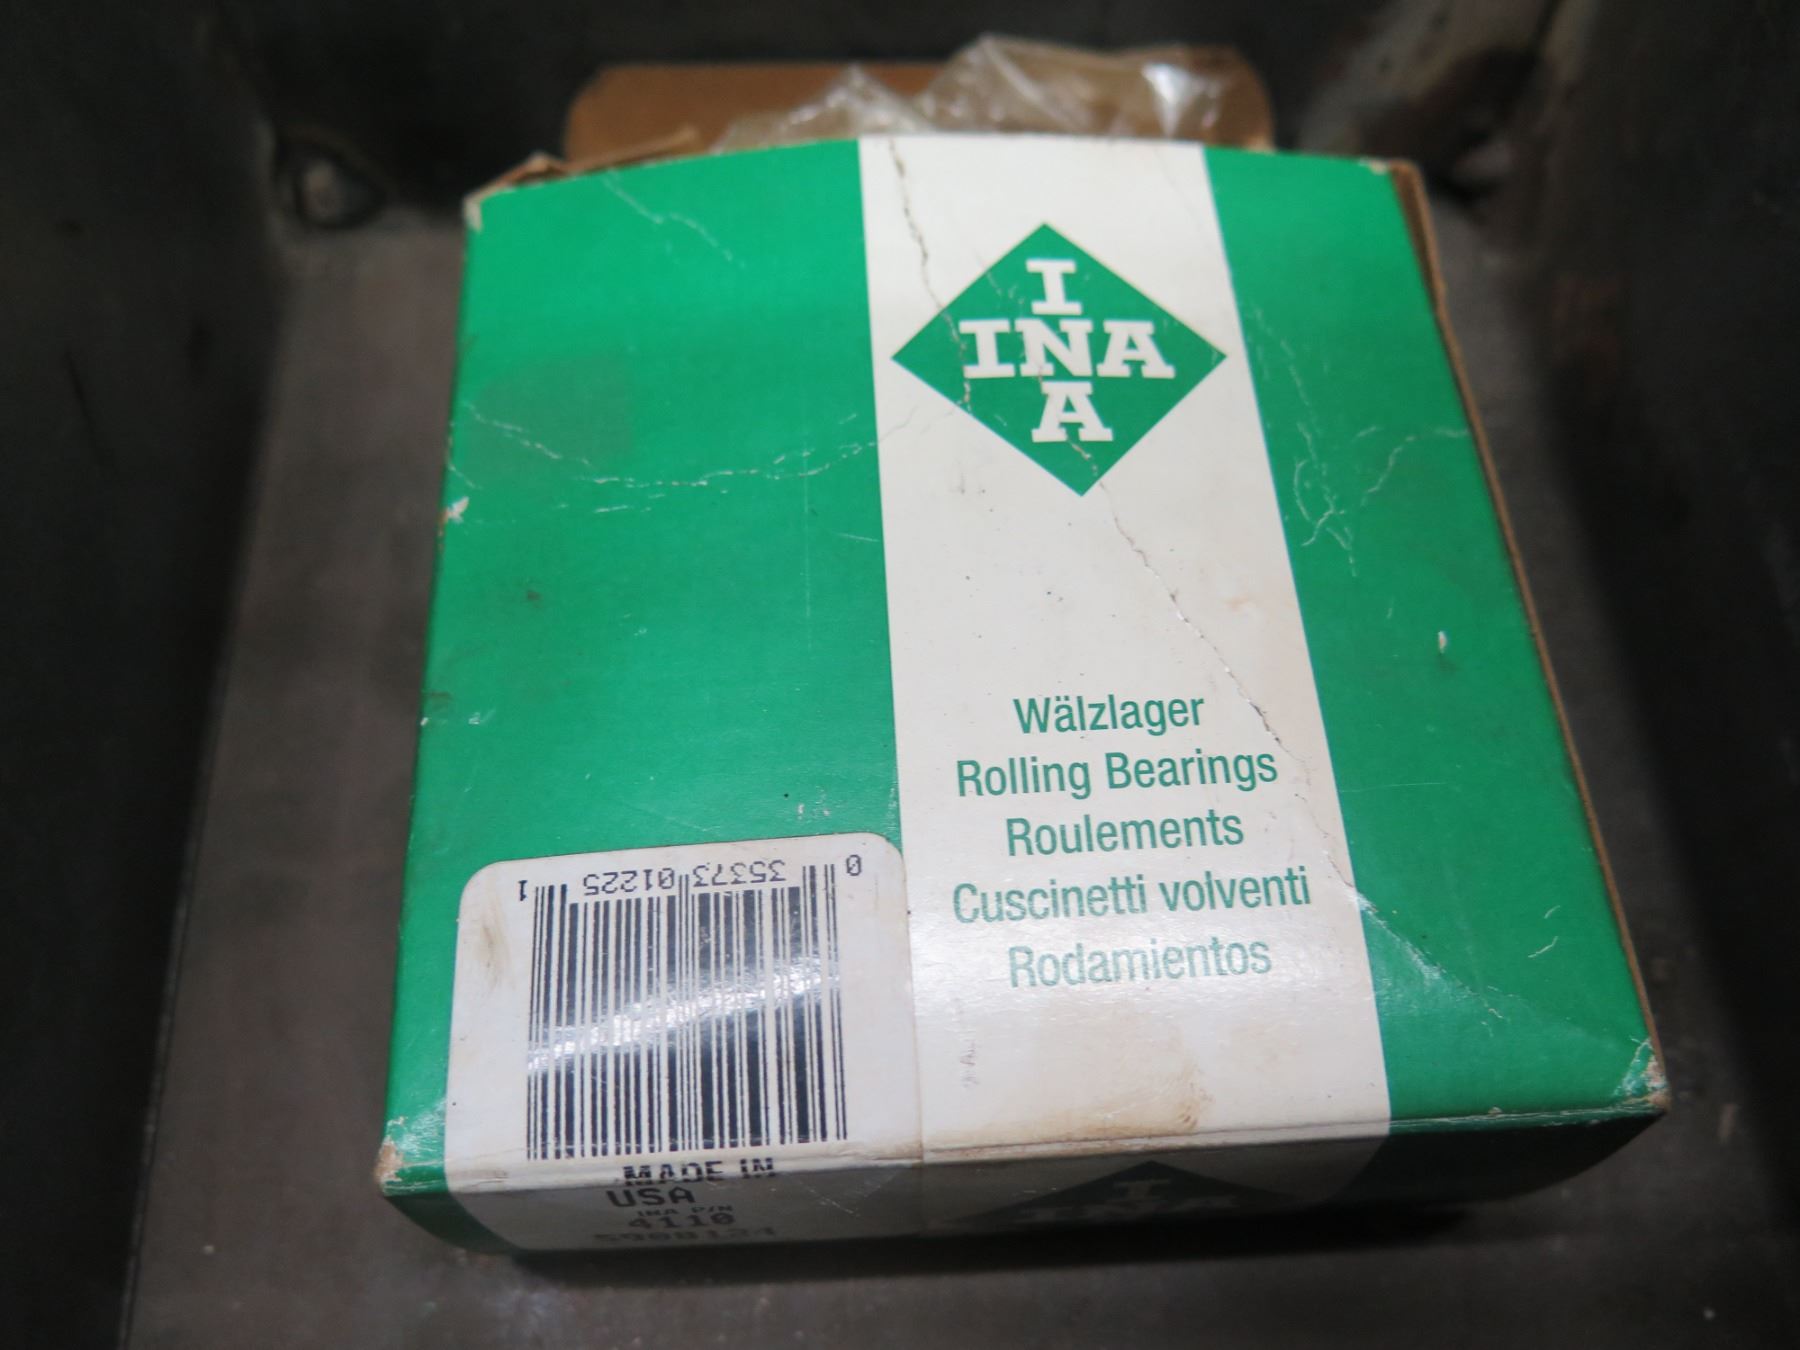 I
INA
A
Wälzlager
Rolling Bearings
Roulements
Cuscinetti volventi
Rodamientos
0 35373 01225 1
MADE IN
USA
INA P/N
4110